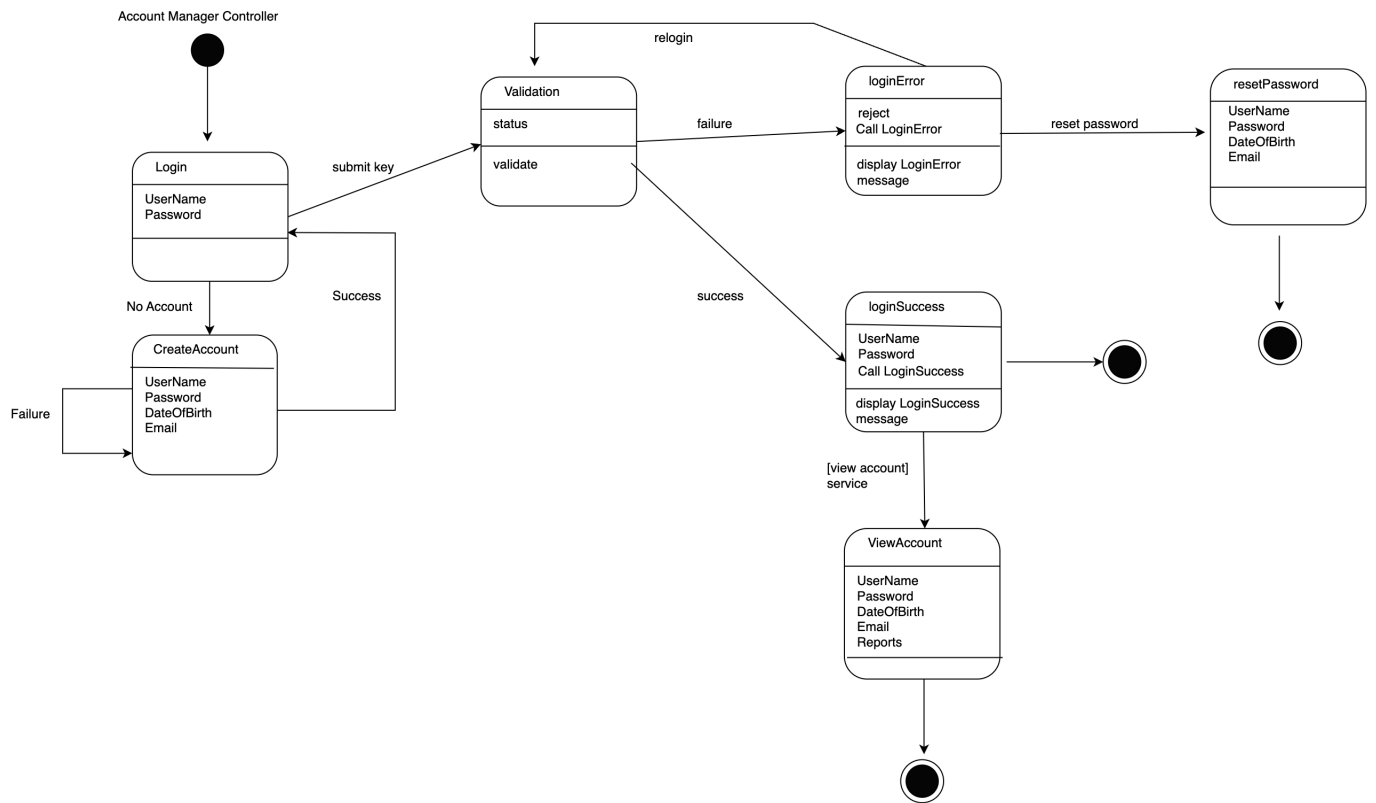 Account Manager Controller
relogin
Login
UserName
Password
submit key
No Account
Success
CreateAccount
UserName
Password
DateOfBirth
Email
Failure
Validation
status
validate
failure
success
loginError
reject
Call LoginError
display LoginError
message
reset password
resetPassword
UserName
Password
DateOfBirth
Email
loginSuccess
UserName
Password
Call LoginSuccess
display LoginSuccess
message
[view account]
service
ViewAccount
UserName
Password
DateOfBirth
Email
Reports